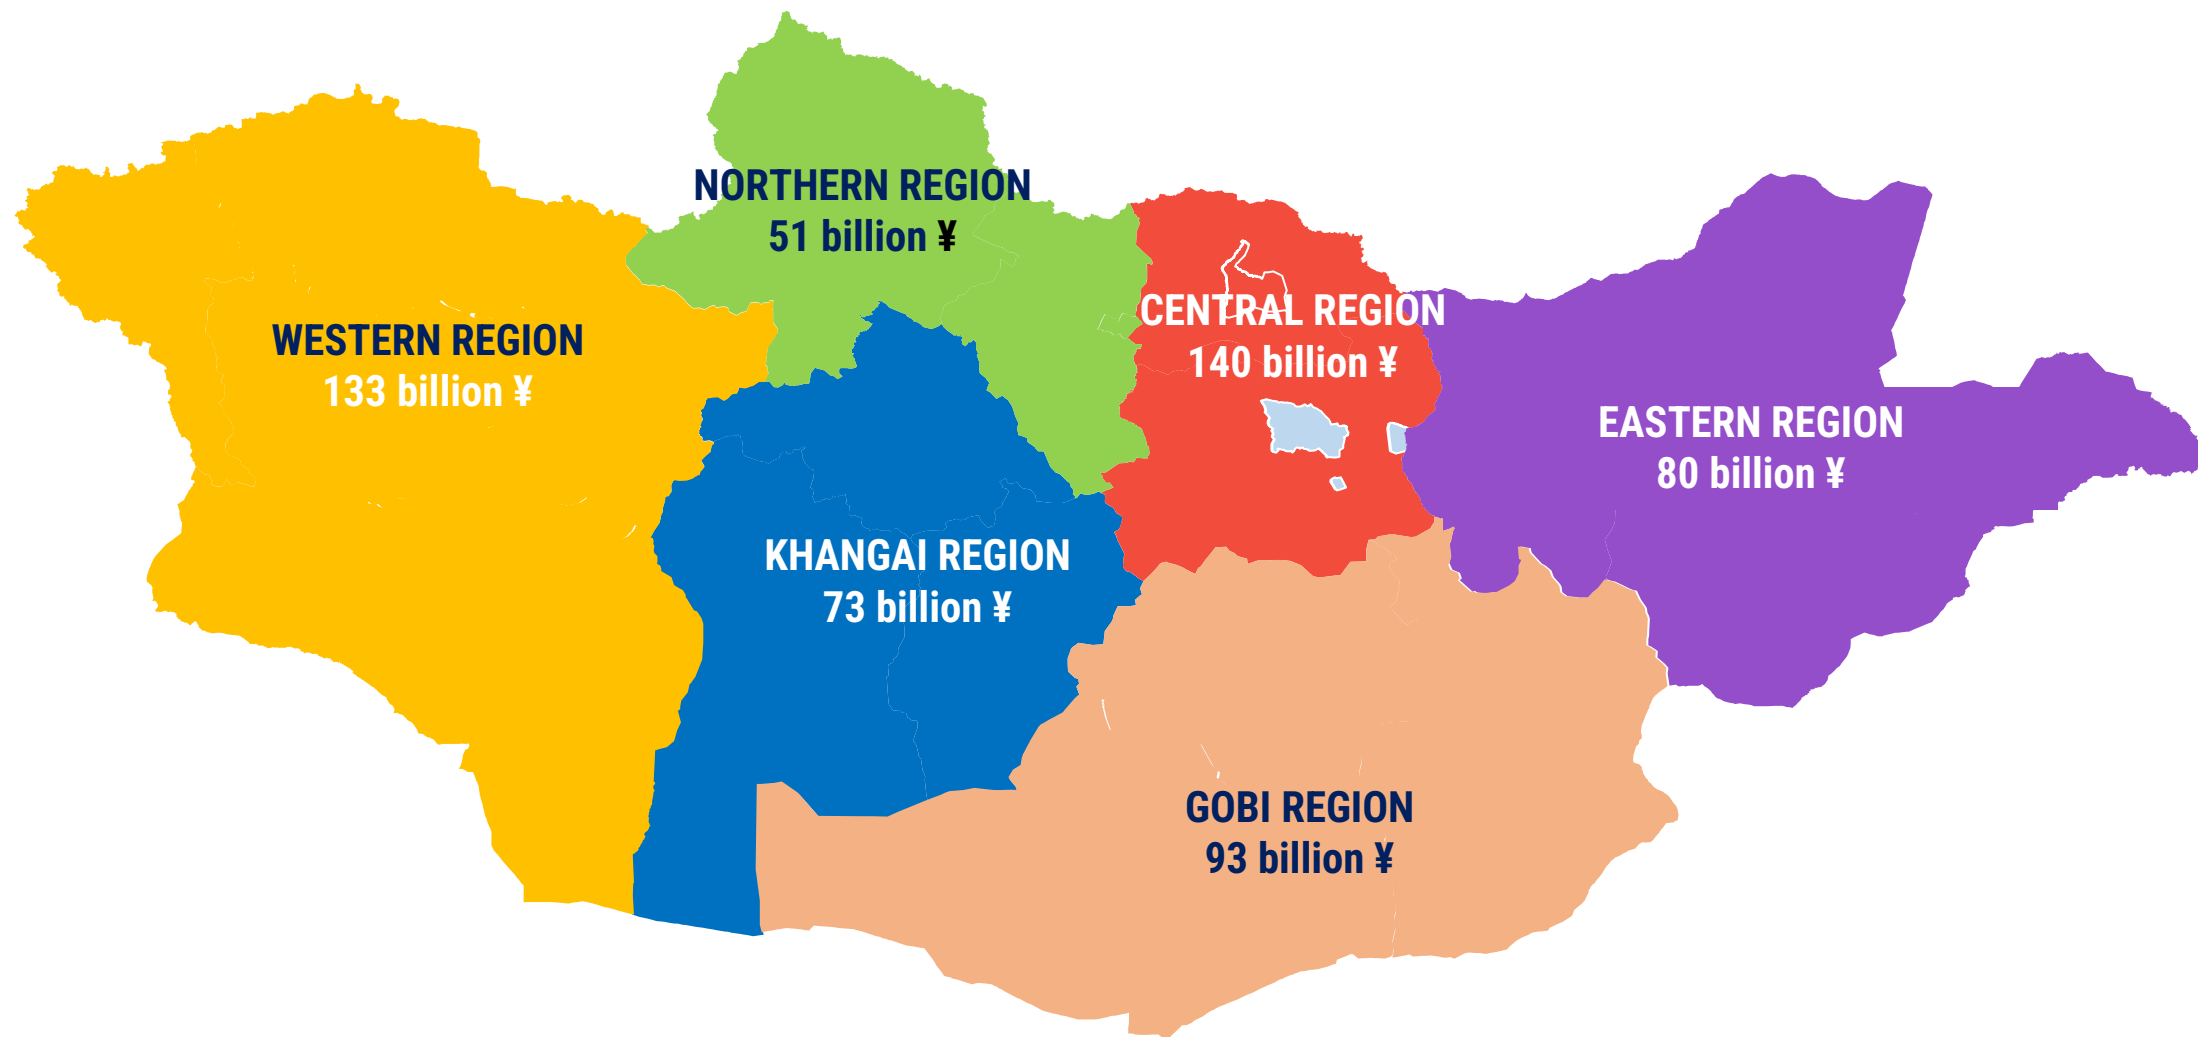 NORTHERN REGION
51 billion ¥
WESTERN REGION
133 billion ¥
CENTRAL REGION
140 billion ¥
EASTERN REGION
80 billion ¥
KHANGAI REGION
73 billion ¥
GOBI REGION
93 billion ¥